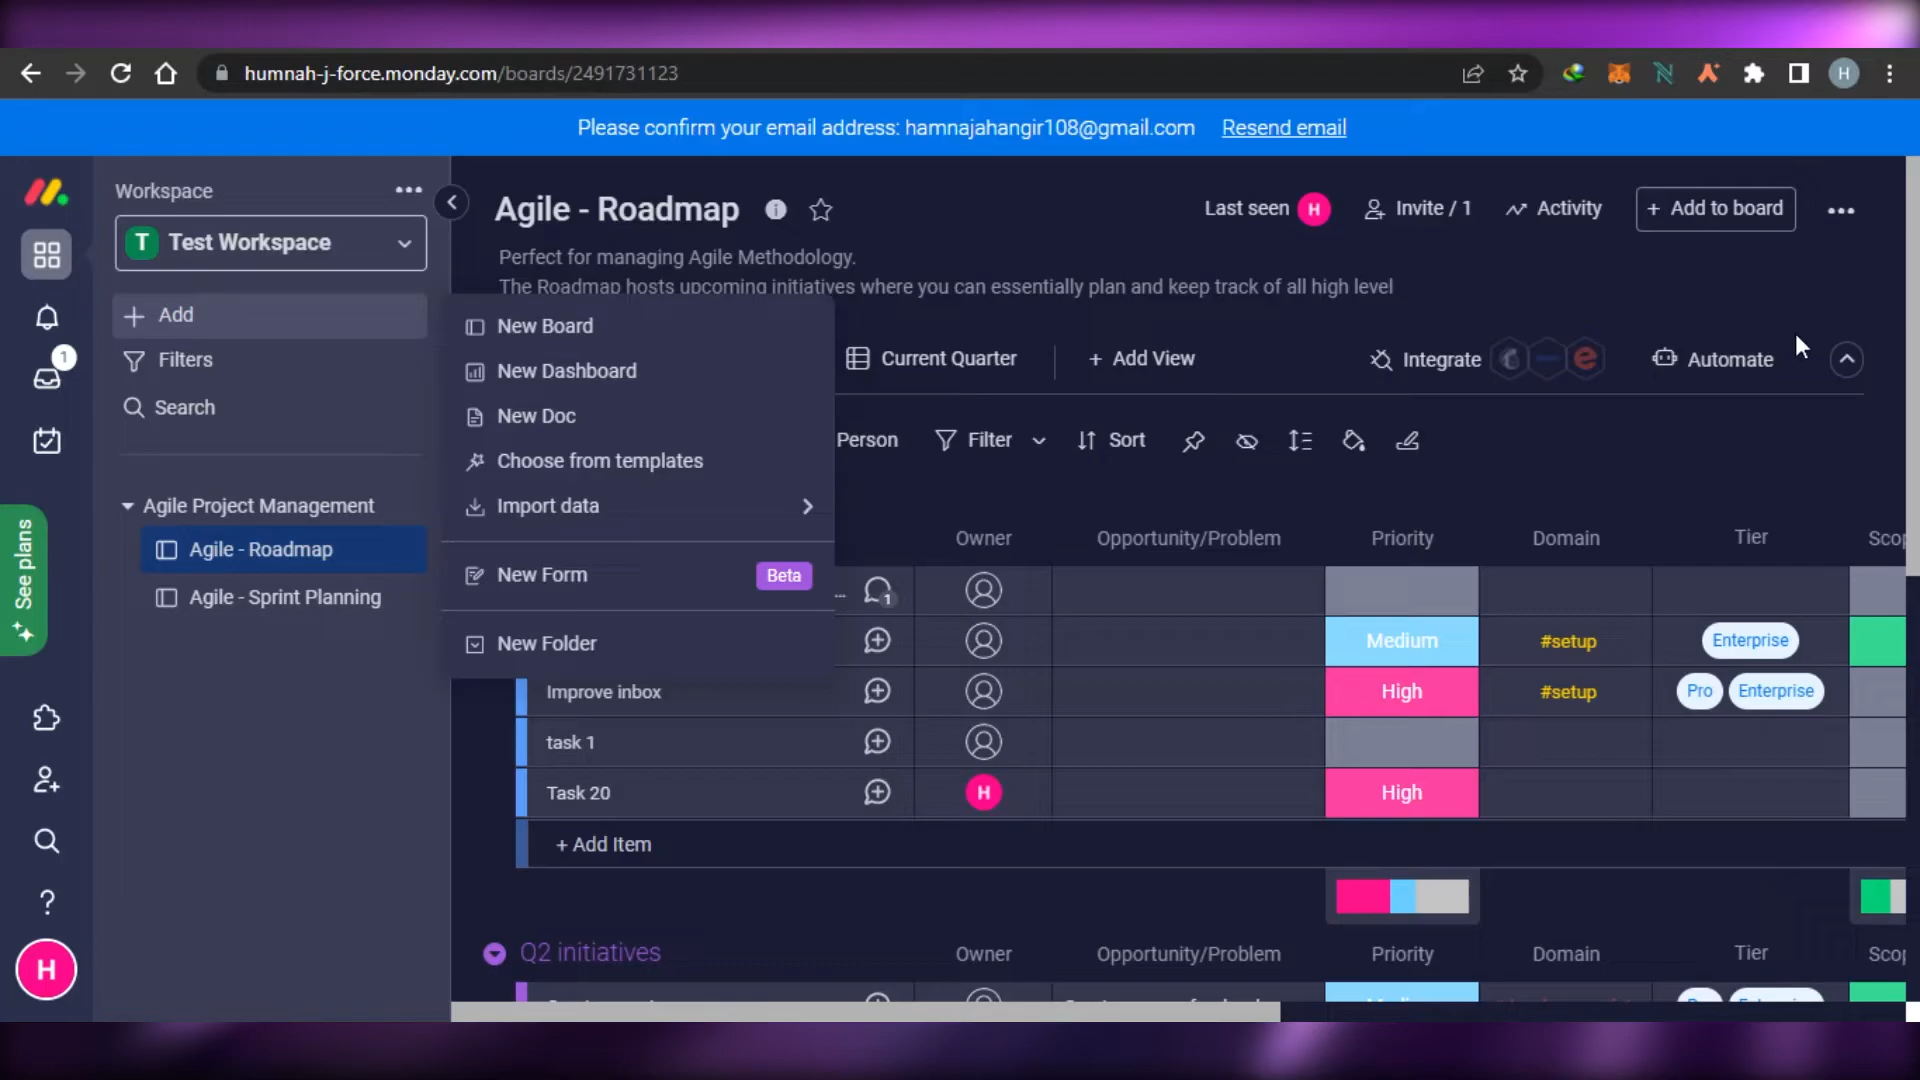 humnah-j-force.monday.com/boards/2491731123
H
Please confirm your email address: hamnajahangir108@gmail.com Resend email
Workspace
T Test Workspace
Add
Filters
Search
Agile Project Management
Agile - Roadmap
Agile - Sprint Planning
1
See plans
?
H
Agile - Roadmap
Last seen H Invite / 1 Activity + Add to board
Perfect for managing Agile Methodology.
The Roadmap hosts upcoming initiatives where you can essentially plan and keep track of all high level
New Board
New Dashboard
New Doc
Choose from templates
Import data
New Form Beta
New Folder
Current Quarter + Add View Integrate Automate
Person Filter Sort
Owner Opportunity/Problem Priority Domain Tier
1
Medium #setup Enterprise
Improve inbox High #setup Pro Enterprise
task 1
Task 20 H High
+ Add Item
Q2 initiatives Owner Opportunity/Problem Priority Domain Tier